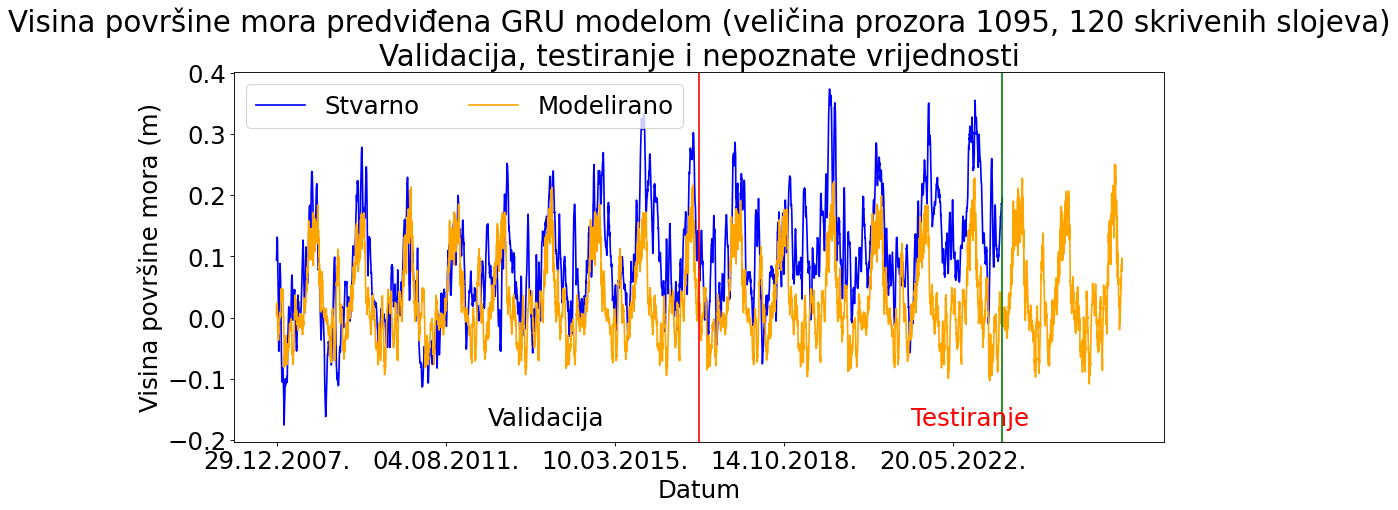 Visina površine mora predviđena GRU modelom (veličina prozora 1095, 120 skrivenih slojeva)
Validacija, testiranje i nepoznate vrijednosti
Stvarno
Modelirano
Visina površine mora (m)
0.4
0.3
0.2
0.1
0.0
−0.1
−0.2
Validacija
Testiranje
29.12.2007.
04.08.2011.
10.03.2015.
14.10.2018.
20.05.2022.
Datum